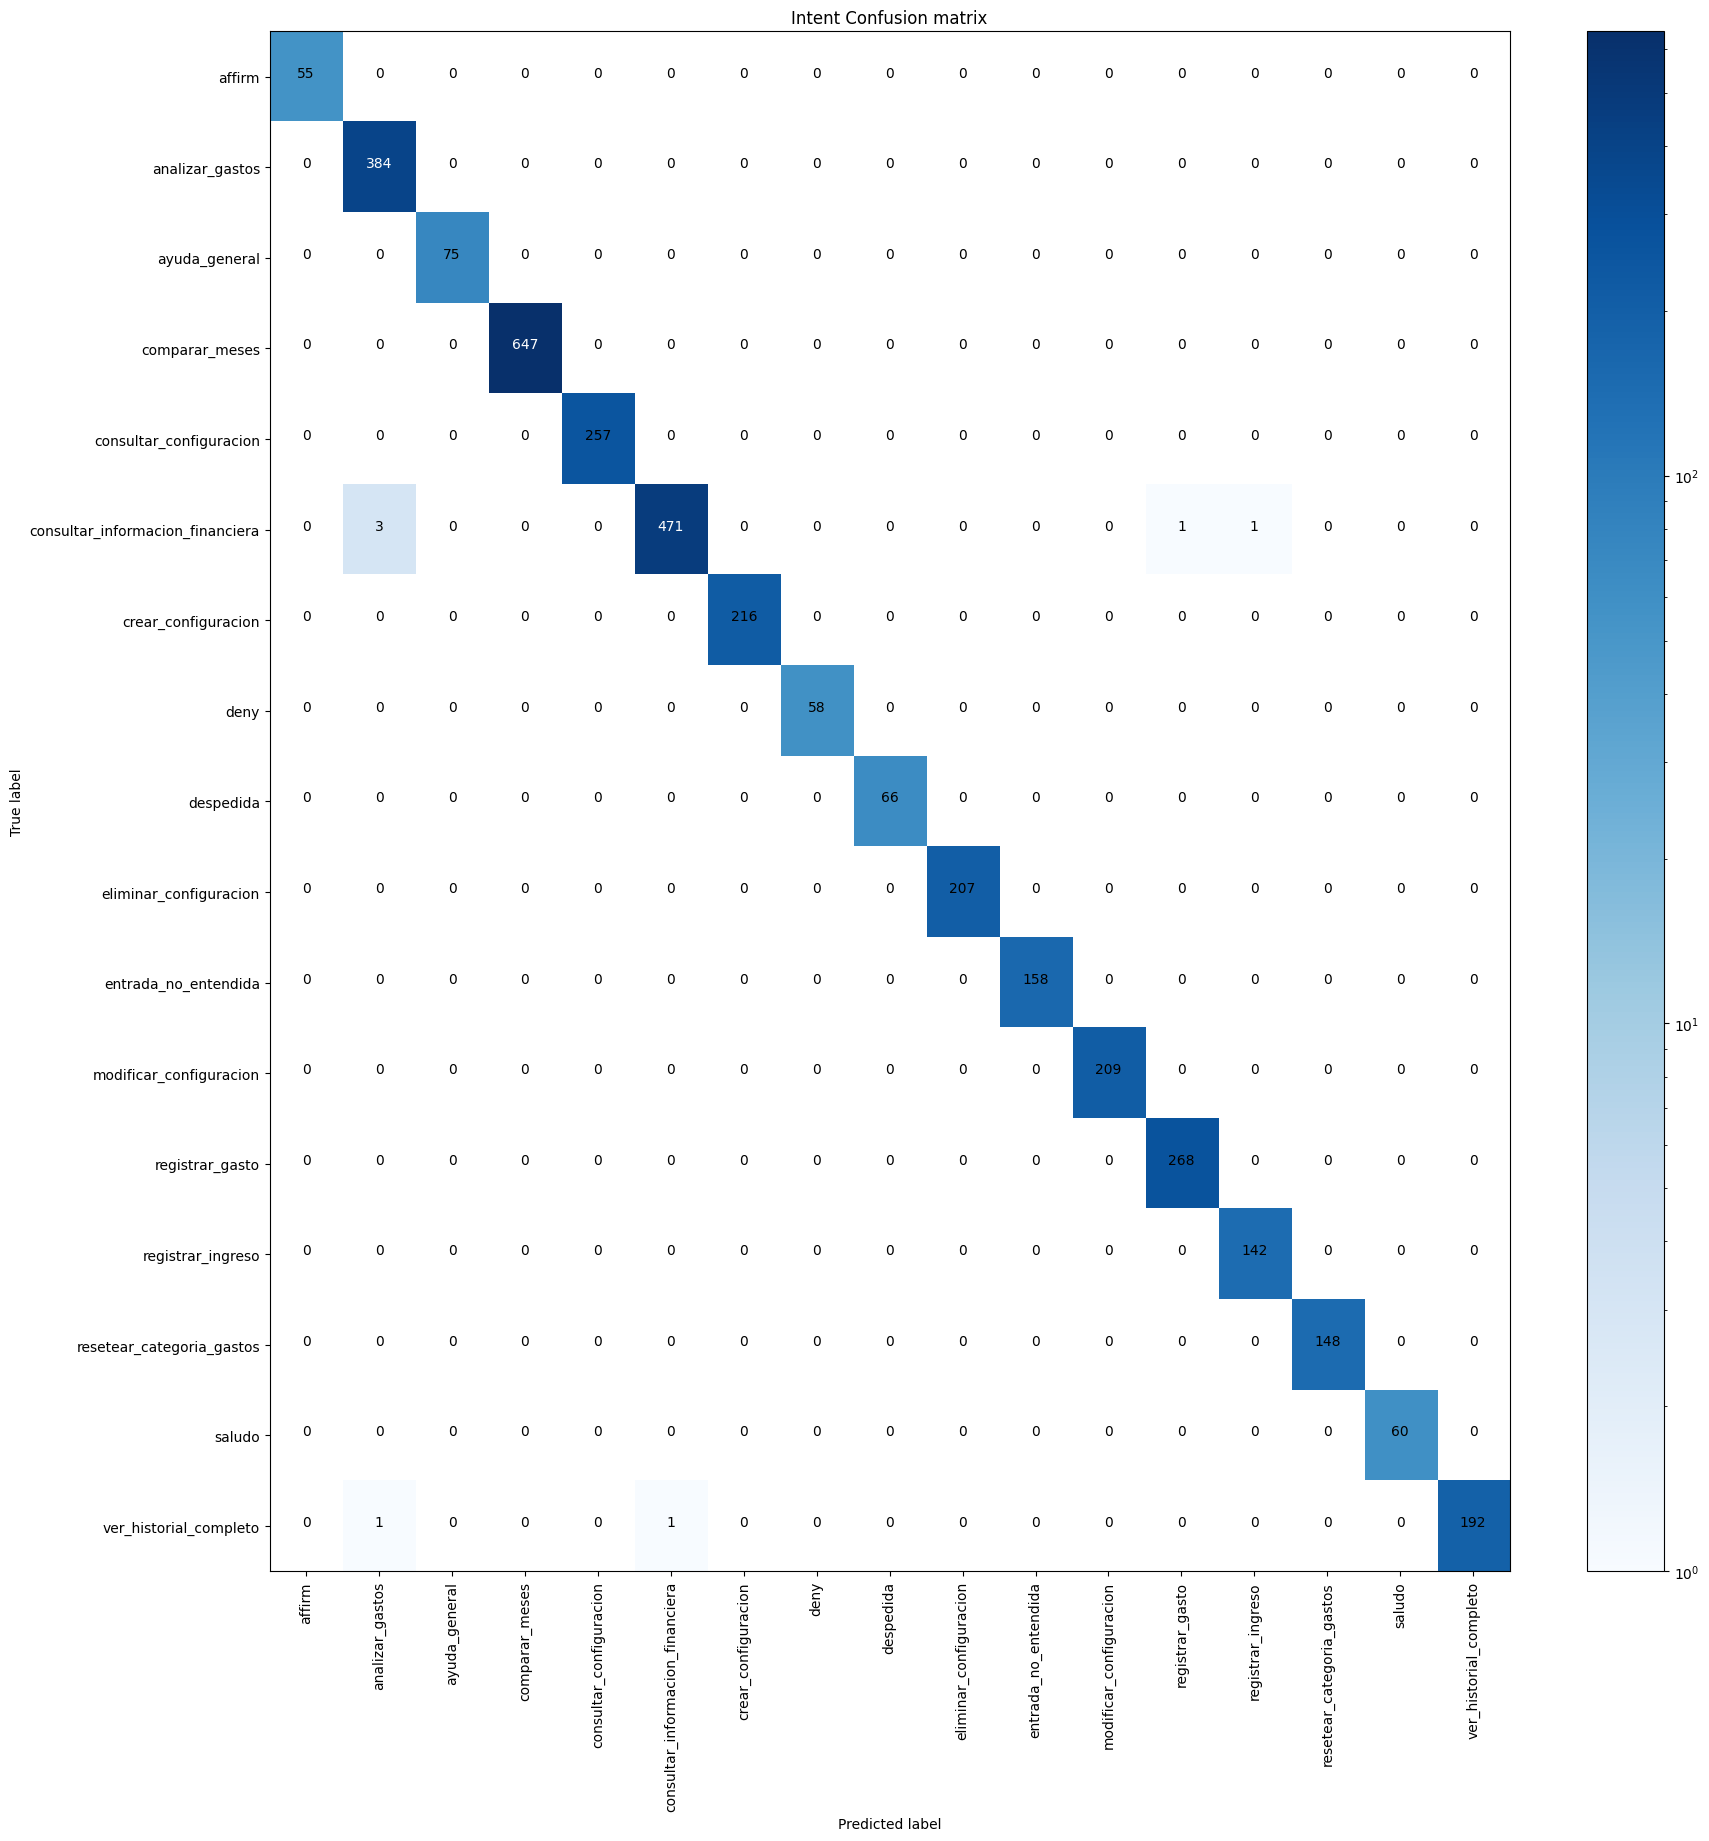 Intent Confusion matrix
affirm 55 0 0 0 0 0 0 0 0 0 0 0 0 0 0 0 0
analizar_gastos 0 384 0 0 0 0 0 0 0 0 0 0 0 0 0 0 0
ayuda_general 0 0 75 0 0 0 0 0 0 0 0 0 0 0 0 0 0
comparar_meses 0 0 0 647 0 0 0 0 0 0 0 0 0 0 0 0 0
consultar_configuracion 0 0 0 0 257 0 0 0 0 0 0 0 0 0 0 0 0
10²
consultar_informacion_financiera 0 3 0 0 0 471 0 0 0 0 0 0 1 1 0 0 0
crear_configuracion 0 0 0 0 0 0 216 0 0 0 0 0 0 0 0 0 0
deny 0 0 0 0 0 0 0 58 0 0 0 0 0 0 0 0 0
True label
despedida 0 0 0 0 0 0 0 0 66 0 0 0 0 0 0 0 0
eliminar_configuracion 0 0 0 0 0 0 0 0 0 207 0 0 0 0 0 0 0
entrada_no_entendida 0 0 0 0 0 0 0 0 0 0 158 0 0 0 0 0 0
10¹
modificar_configuracion 0 0 0 0 0 0 0 0 0 0 0 209 0 0 0 0 0
registrar_gasto 0 0 0 0 0 0 0 0 0 0 0 0 268 0 0 0 0
registrar_ingreso 0 0 0 0 0 0 0 0 0 0 0 0 0 142 0 0 0
resetear_categoria_gastos 0 0 0 0 0 0 0 0 0 0 0 0 0 0 148 0 0
saludo 0 0 0 0 0 0 0 0 0 0 0 0 0 0 0 60 0
ver_historial_completo 0 1 0 0 0 1 0 0 0 0 0 0 0 0 0 0 192
10⁰
affirm
analizar_gastos
ayuda_general
comparar_meses
consultar_configuracion
consultar_informacion_financiera
crear_configuracion
deny
despedida
eliminar_configuracion
entrada_no_entendida
modificar_configuracion
registrar_gasto
registrar_ingreso
resetear_categoria_gastos
saludo
ver_historial_completo
Predicted label